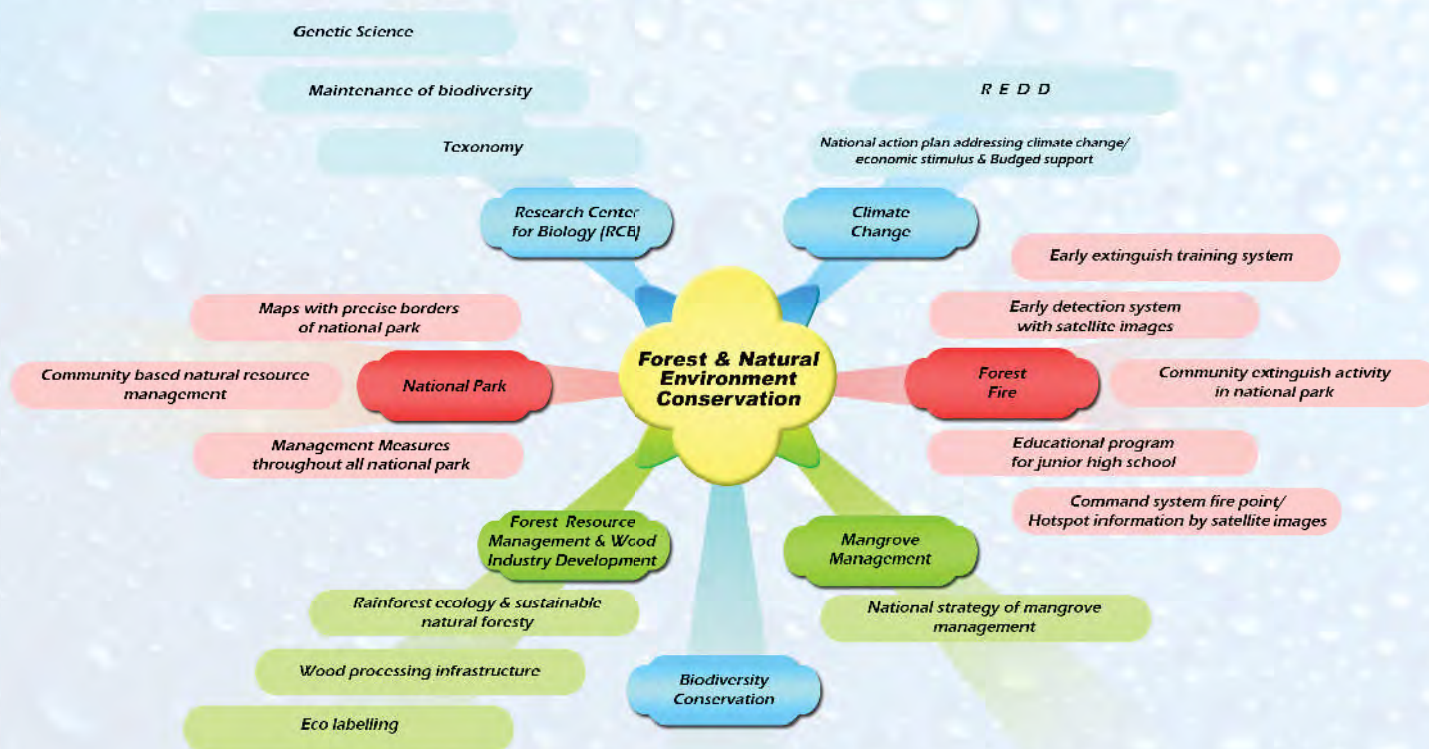 Genetic Science
Maintenance of biodiversity
Texonomy
Research Center
for Biology (RCB)
R E D D
National action plan addressing climate change/
economic stimulus & Budged support
Climate
Change
Maps with precise borders
of national park
Community based natural resource
management
National Park
Management Measures
throughout all national park
Forest & Natural
Environment
Conservation
Early extinguish training system
Early detection system
with satellite images
Forest
Fire
Community extinguish activity
in national park
Educational program
for junior high school
Command system fire point/
Hotspot information by satellite images
Forest Resource
Management & Wood
Industry Development
Rainforest ecology & sustainable
natural foresty
Wood processing infrastructure
Eco labelling
Mangrove
Management
National strategy of mangrove
management
Biodiversity
Conservation